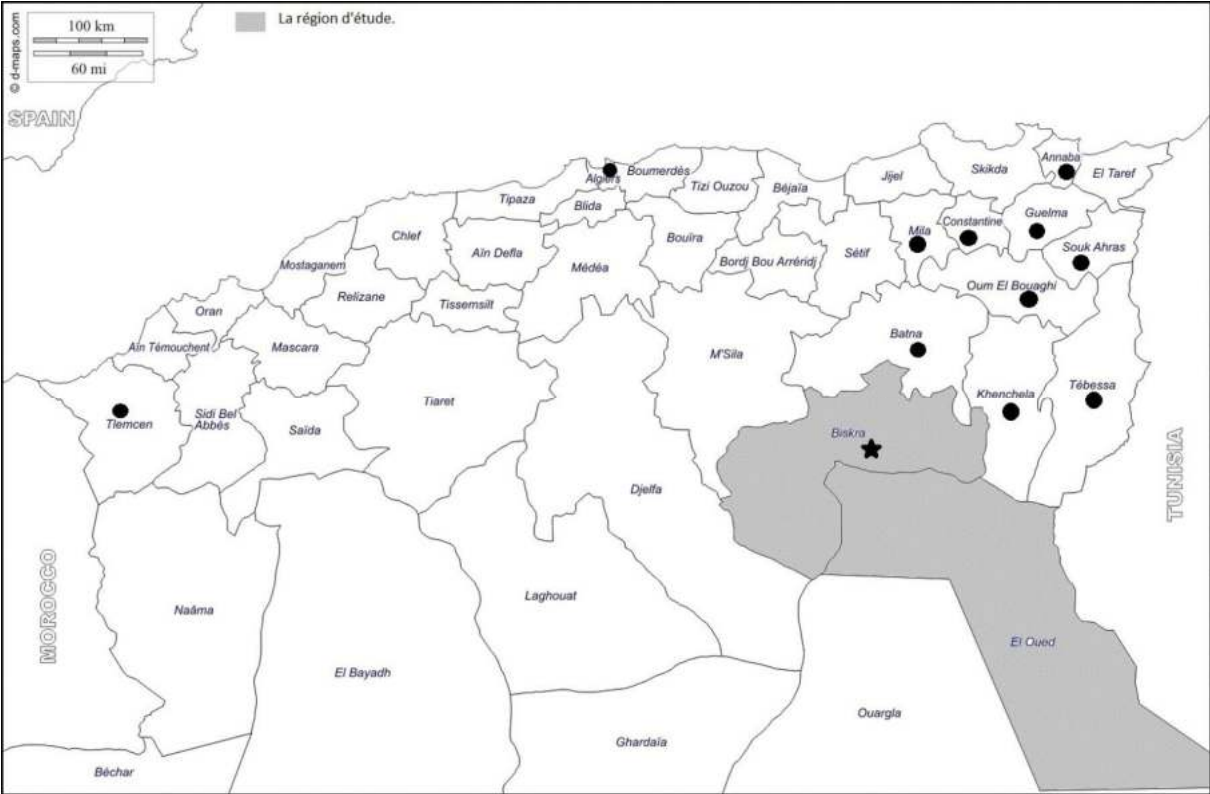 © d-maps.com
100 km
60 mi
La région d'étude.
SPAIN
Annaba
Algiers
Boumerdès
Tizi Ouzou
Béjaïa
Jijel
Skikda
El Taref
Tipaza
Blida
Guelma
Constantine
Mila
Chlef
Bouïra
Souk Ahras
Aïn Defla
Médéa
Bordj Bou Arréridj
Sétif
Mostaganem
Oum El Bouaghi
Relizane
Tissemsilt
Oran
Aïn Témouchent
Mascara
M'Sila
Batna
Tébessa
Khenchela
Tlemcen
Sidi Bel
Abbès
Saïda
Tiaret
Biskra
TUNISIA
Djelfa
MOROCCO
Naâma
Laghouat
El Oued
El Bayadh
Ouargla
Ghardaïa
Béchar